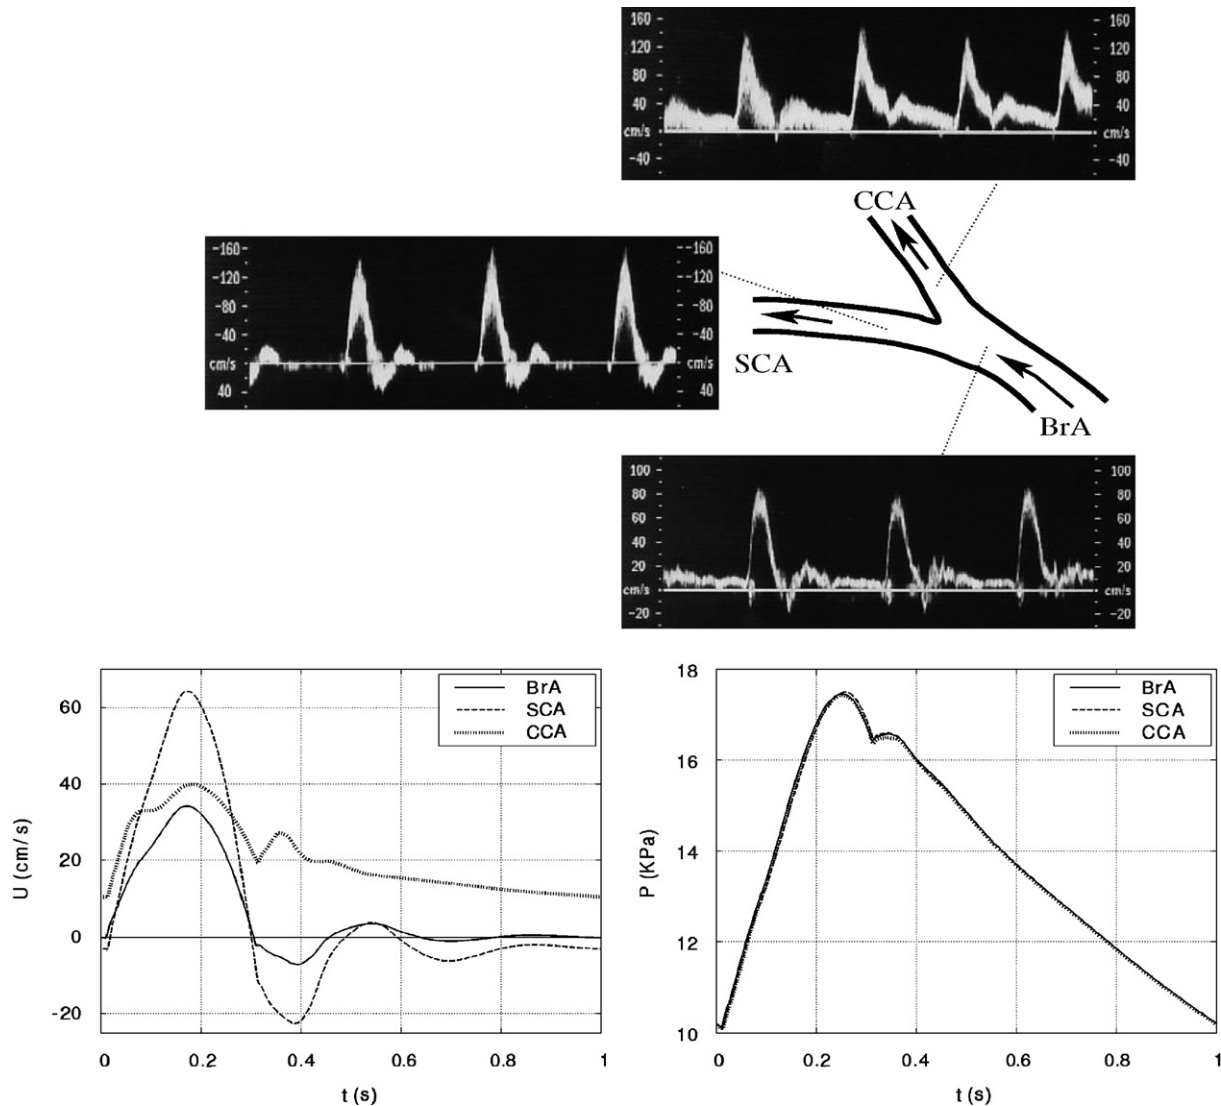 160 160
120 120
80 80
40 40
cm/s cm/s
-40 -40
CCA
-160 --160
-120 -120
-80 -80
-40 -40
cm/s cm/s
40 40
SCA
BrA
100 100
80 80
60 60
40 40
20 20
cm/s cm/s
-20 -20
60
40
20
0
-20
U (cm/s)
BrA
SCA
CCA
0 0.2 0.4 0.6 0.8 1
t (s)
18
16
14
12
10
P (KPa)
BrA
SCA
CCA
0 0.2 0.4 0.6 0.8 1
t (s)